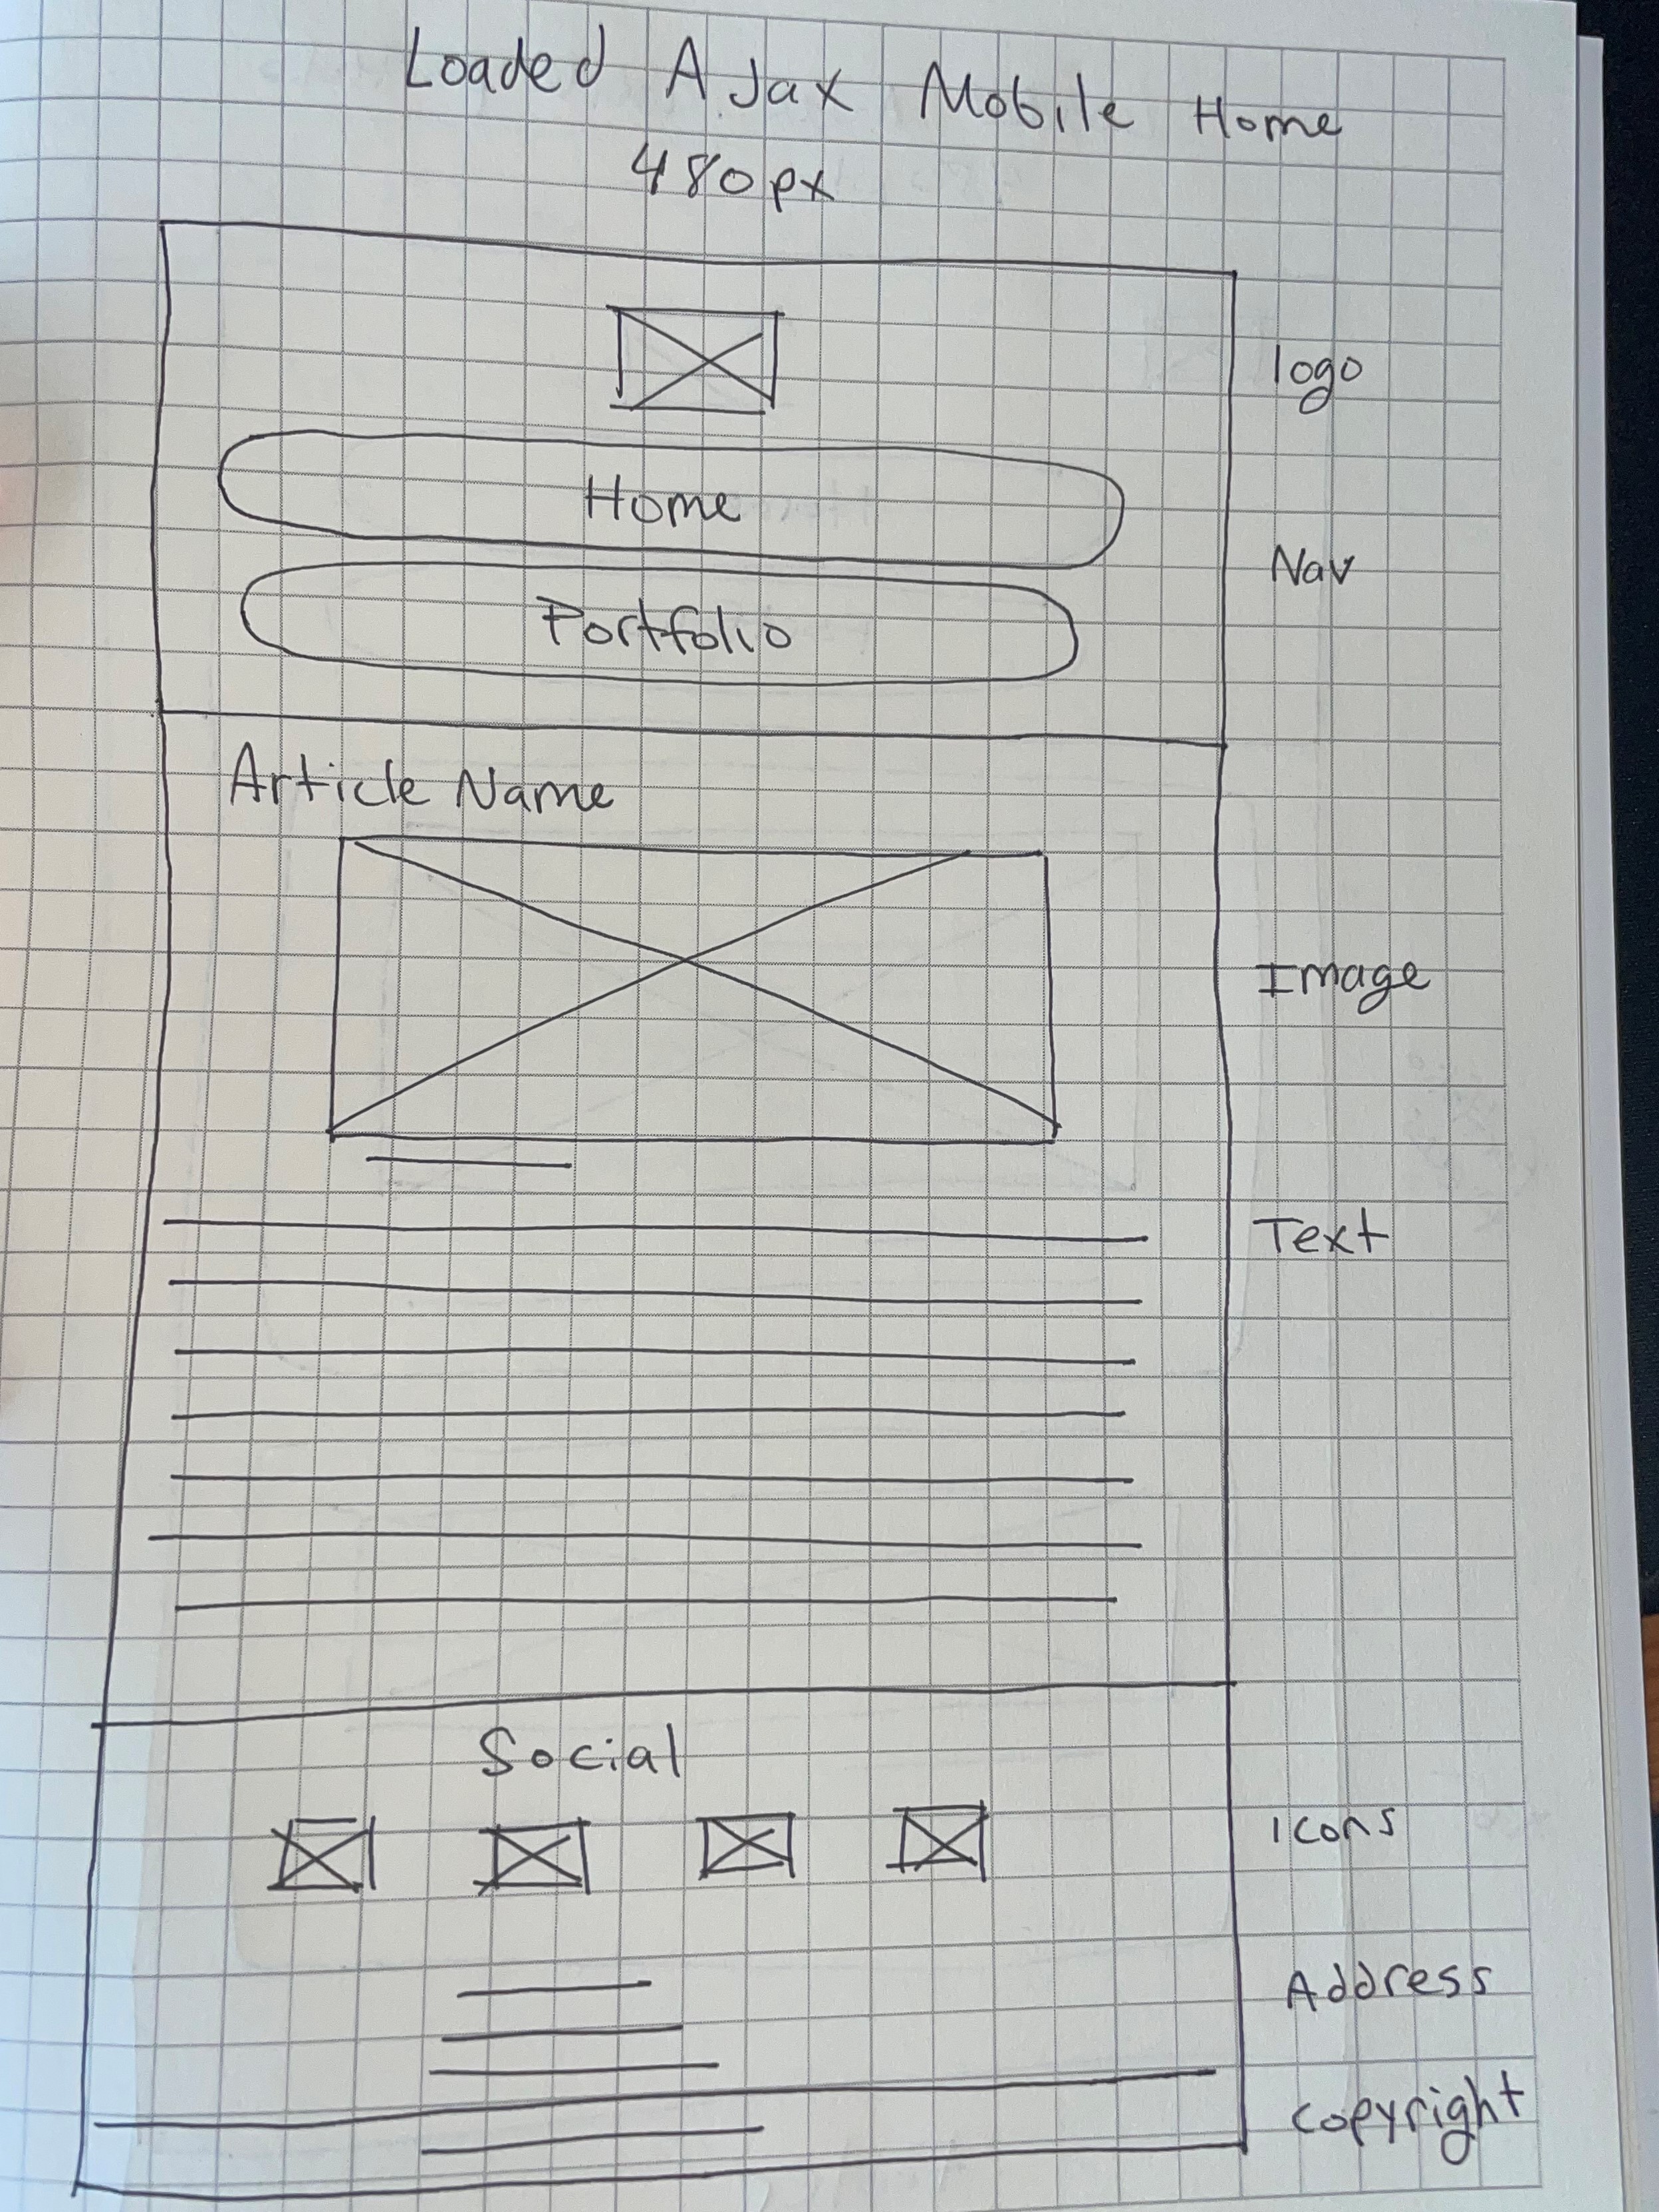 Loaded AJax Mobile Home
480px
logo
Home
Nav
Portfolio
Article Name
Image
Text
Social
Icons
Address
Copyright